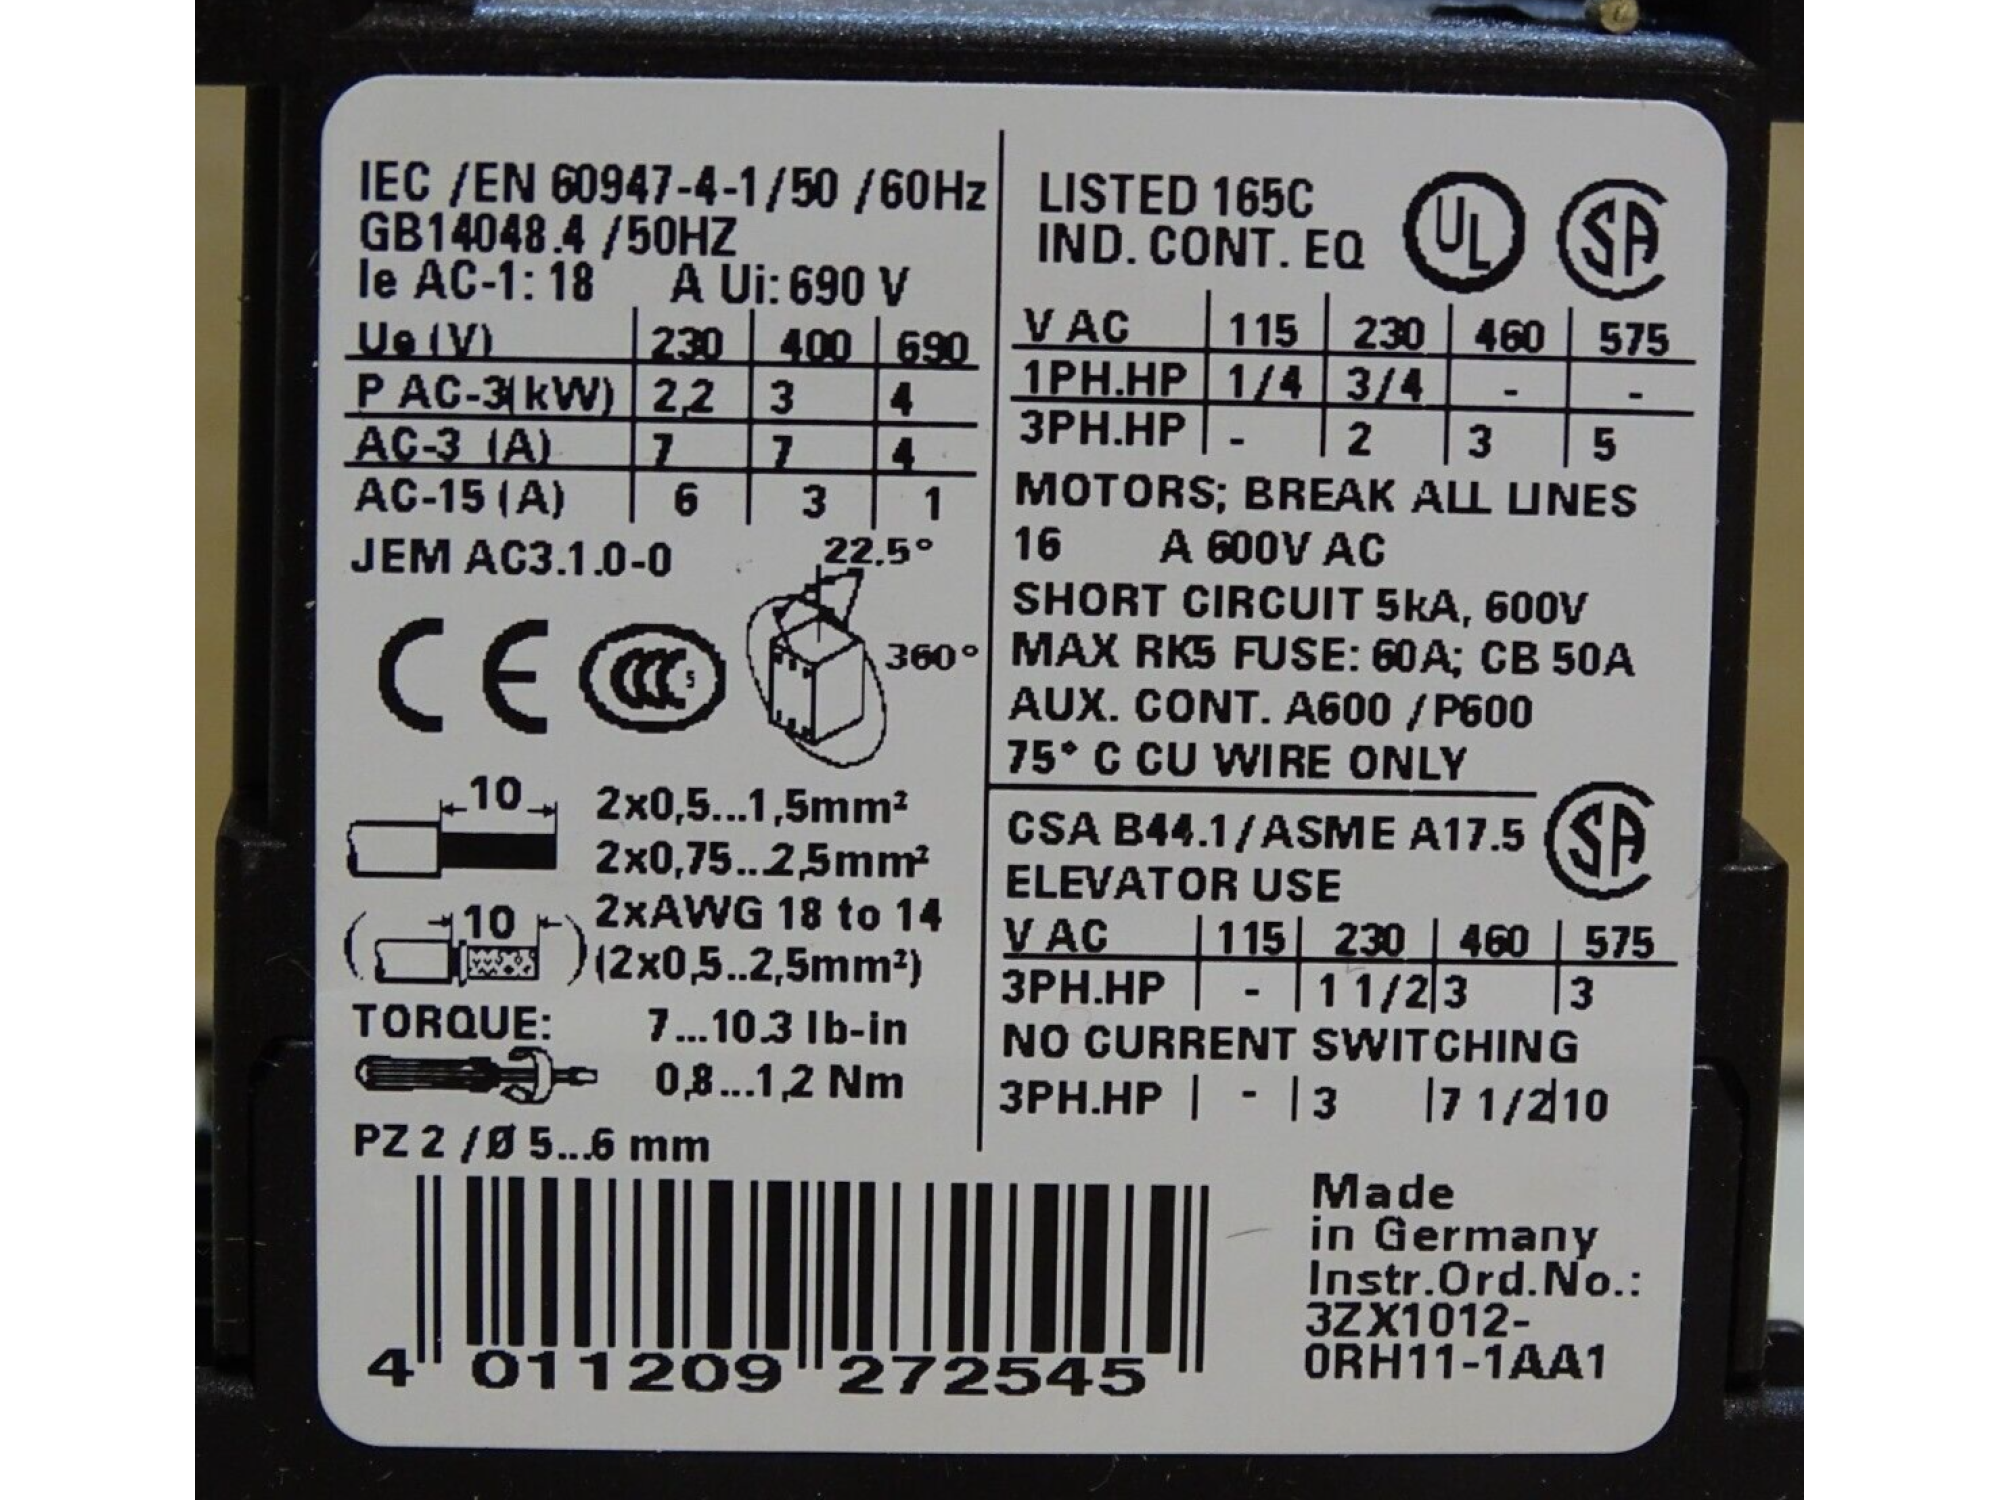 IEC /EN 60947-4-1/50 /60Hz
GB14048.4 /50HZ
Ie AC-1: 18 A Ui: 690 V
Ue (V) 230 400 690
P AC-3(kW) 2,2 3 4
AC-3 (A) 7 7 4
AC-15 (A) 6 3 1
JEM AC3.1.0-0
22.5°
360°
CE CCC S
10 2x0,5...1,5mm²
2x0,75...2,5mm²
2xAWG 18 to 14
( 10 ) (2x0,5..2,5mm²)
TORQUE: 7...10.3 lb-in
0,8...1,2 Nm
PZ 2 /Ø 5...6 mm
LISTED 165C
IND. CONT. EQ
UL SA
V AC 115 230 460 575
1PH.HP 1/4 3/4 - -
3PH.HP - 2 3 5
MOTORS; BREAK ALL LINES
16 A 600V AC
SHORT CIRCUIT 5kA, 600V
MAX RK5 FUSE: 60A; CB 50A
AUX. CONT. A600 /P600
75° C CU WIRE ONLY
CSA B44.1/ASME A17.5
SA
ELEVATOR USE
V AC 115 230 460 575
3PH.HP - 1 1/2 3 3
NO CURRENT SWITCHING
3PH.HP - 3 7 1/2 10
4 011209 272545
Made
in Germany
Instr.Ord.No.:
3ZX1012-
0RH11-1AA1